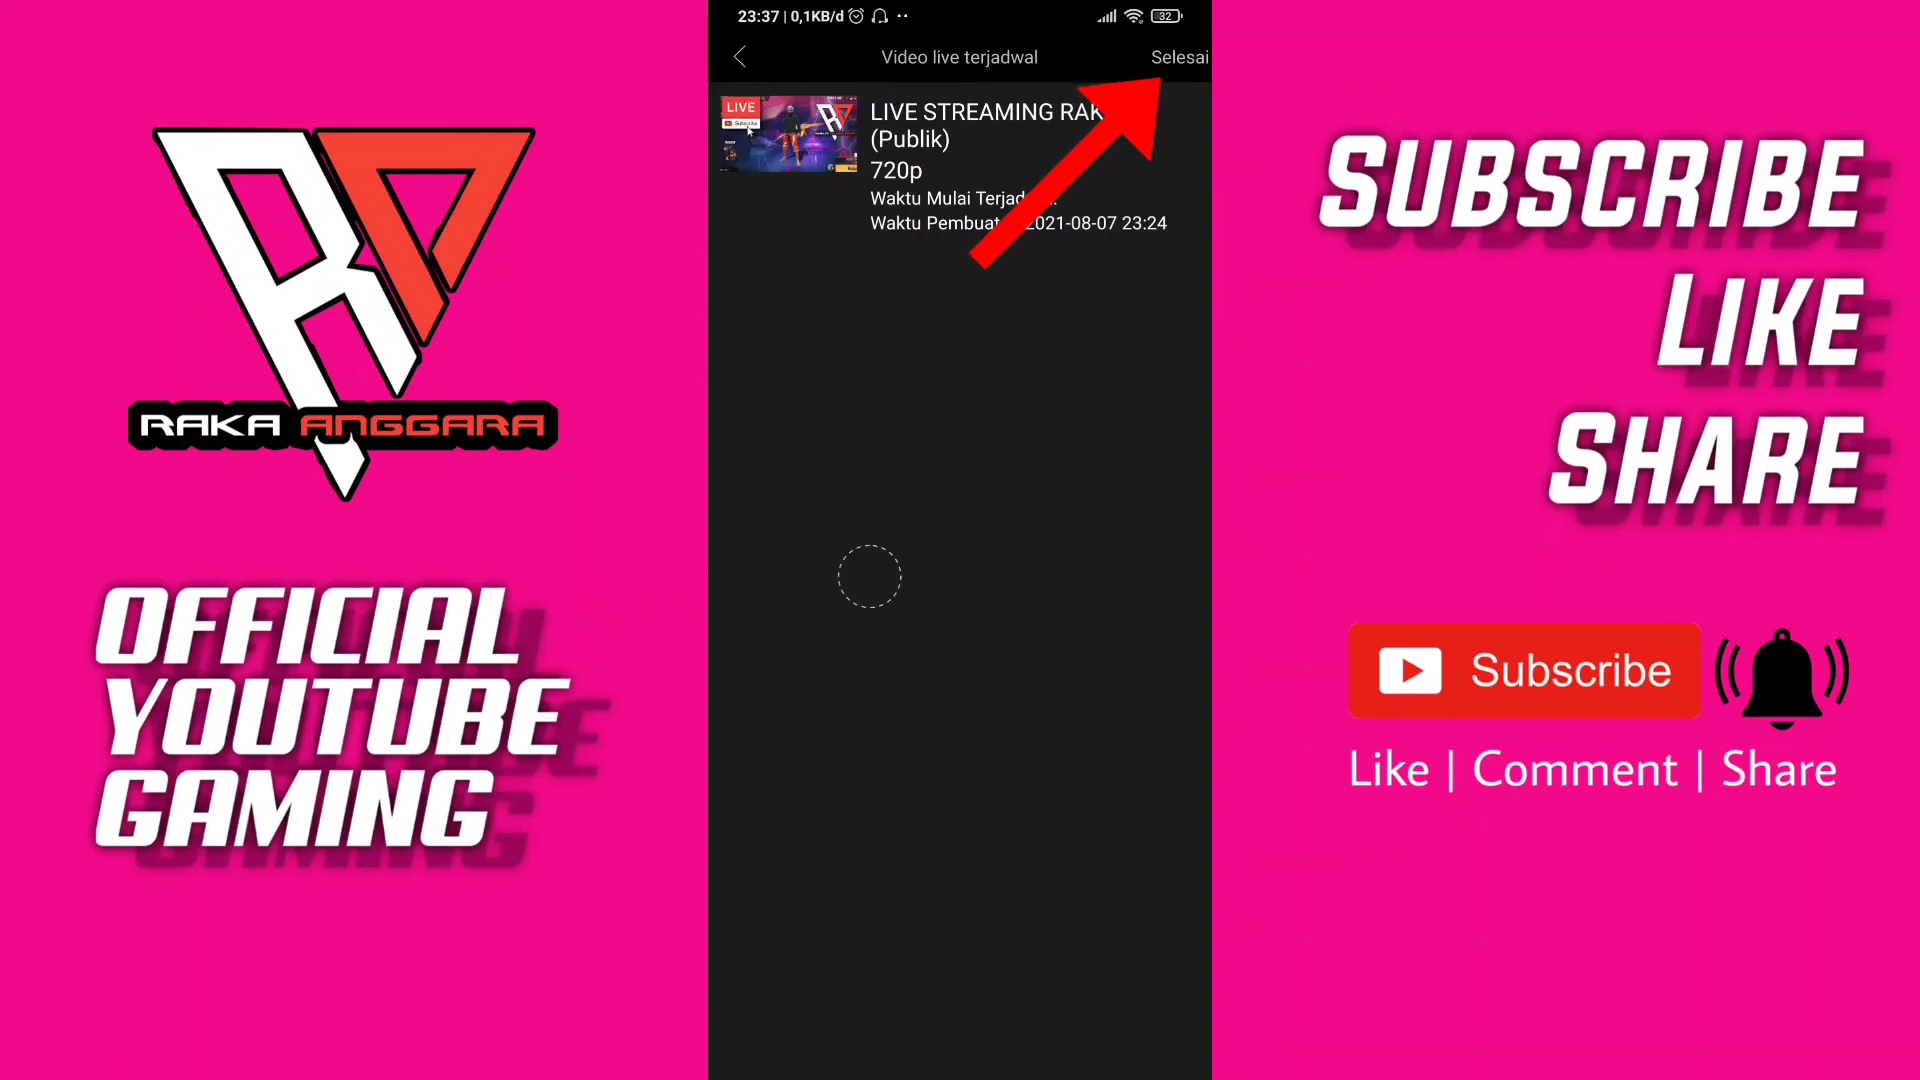 23:37 | 0,1KB/d
32
Video live terjadwal
Selesai
LIVE
Subscribe
LIVE STREAMING RAK
(Publik)
720p
Waktu Mulai Terjad
Waktu Pembuat 2021-08-07 23:24
RAKA ANGGARA
OFFICIAL
YOUTUBE
GAMING
SUBSCRIBE
LIKE
SHARE
Subscribe
Like | Comment | Share